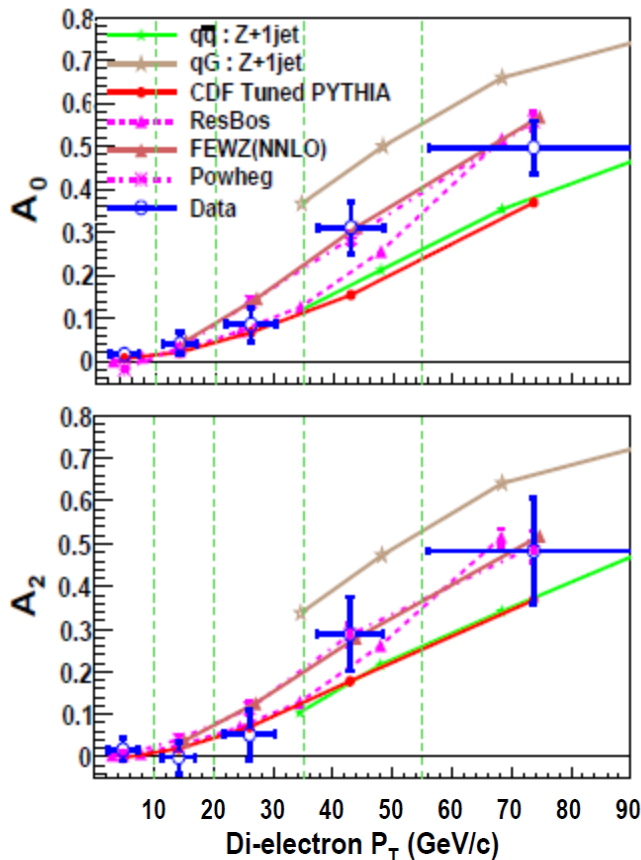 0.8
0.7
0.6
0.5
0.4
0.3
0.2
0.1
0
A0
qq̄ : Z+1jet
qG : Z+1jet
CDF Tuned PYTHIA
ResBos
FEWZ(NNLO)
Powheg
Data
0.8
0.7
0.6
0.5
0.4
0.3
0.2
0.1
0
A2
10 20 30 40 50 60 70 80 90
Di-electron PT (GeV/c)